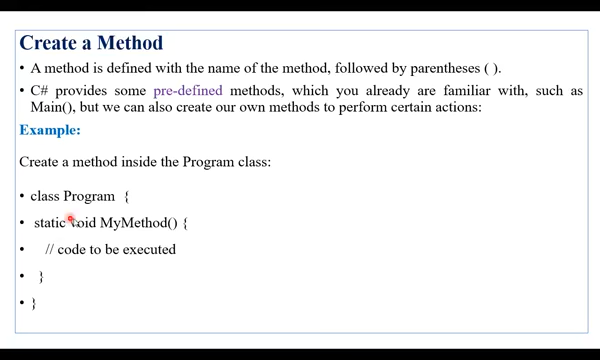 Create a Method
• A method is defined with the name of the method, followed by parentheses ( ).
• C# provides some pre-defined methods, which you already are familiar with, such as
Main(), but we can also create our own methods to perform certain actions:
Example:
Create a method inside the Program class:
• class Program {
• static void MyMethod() {
• // code to be executed
• }
• }